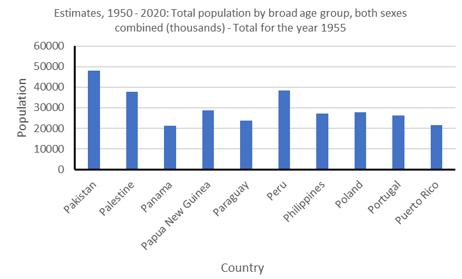 Estimates, 1950 - 2020: Total population by broad age group, both sexes
combined (thousands) - Total for the year 1955
60000
50000
40000
30000
20000
10000
0
Population
Pakistan
Palestine
Panama
Papua New Guinea
Paraguay
Peru
Philippines
Poland
Portugal
Puerto Rico
Country